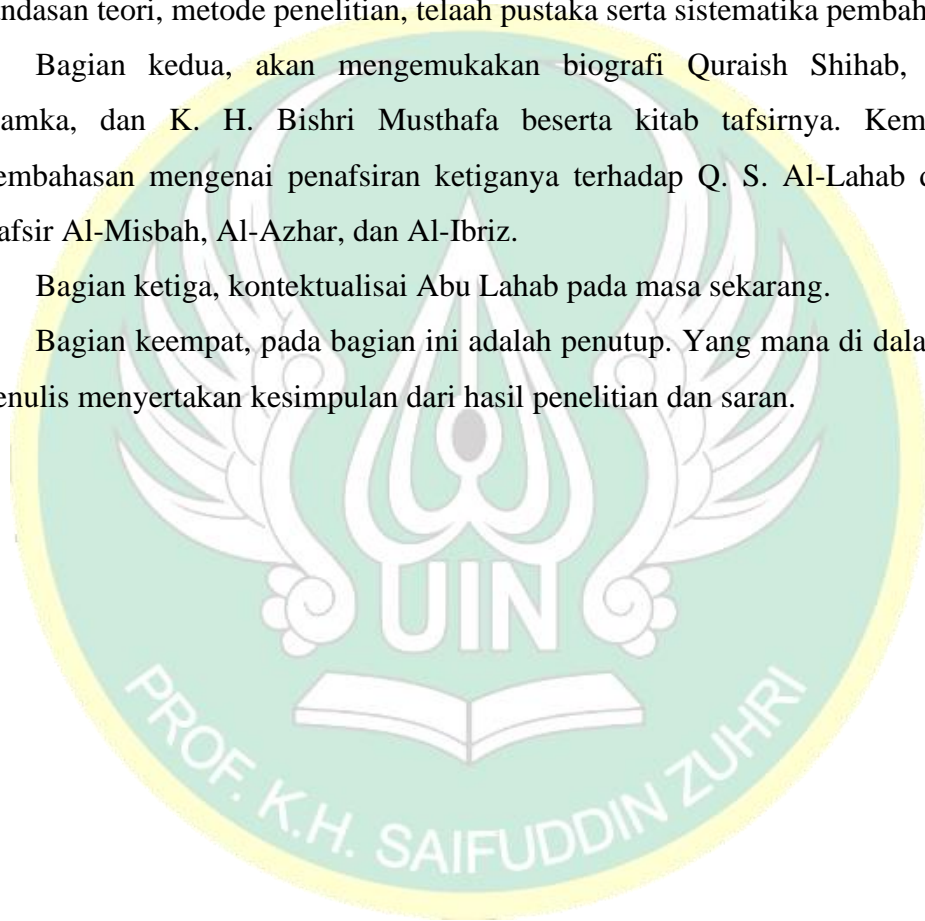 ndasan teori, metode penelitian, telaah pustaka serta sistematika pembah
Bagian kedua, akan mengemukakan biografi Quraish Shihab,
amka, dan K. H. Bishri Musthafa beserta kitab tafsirnya. Kem
embahasan mengenai penafsiran ketiganya terhadap Q. S. Al-Lahab d
afsir Al-Misbah, Al-Azhar, dan Al-Ibriz.
Bagian ketiga, kontektualisai Abu Lahab pada masa sekarang.
Bagian keempat, pada bagian ini adalah penutup. Yang mana di dala
enulis menyertakan kesimpulan dari hasil penelitian dan saran.
UIN
PROF. K.H. SAIFUDDIN ZUHRI